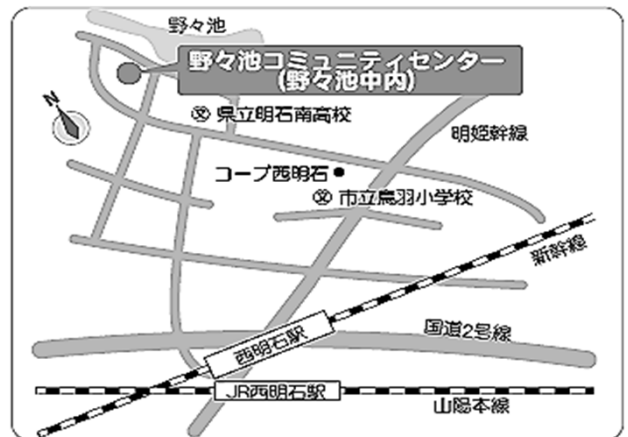 野々池
野々池コミュニティセンター
(野々池中内)
N
文 県立明石南高校
明姫幹線
コープ西明石
文 市立鳥羽小学校
新幹線
国道2号線
西明石駅
JR西明石駅
山陽本線